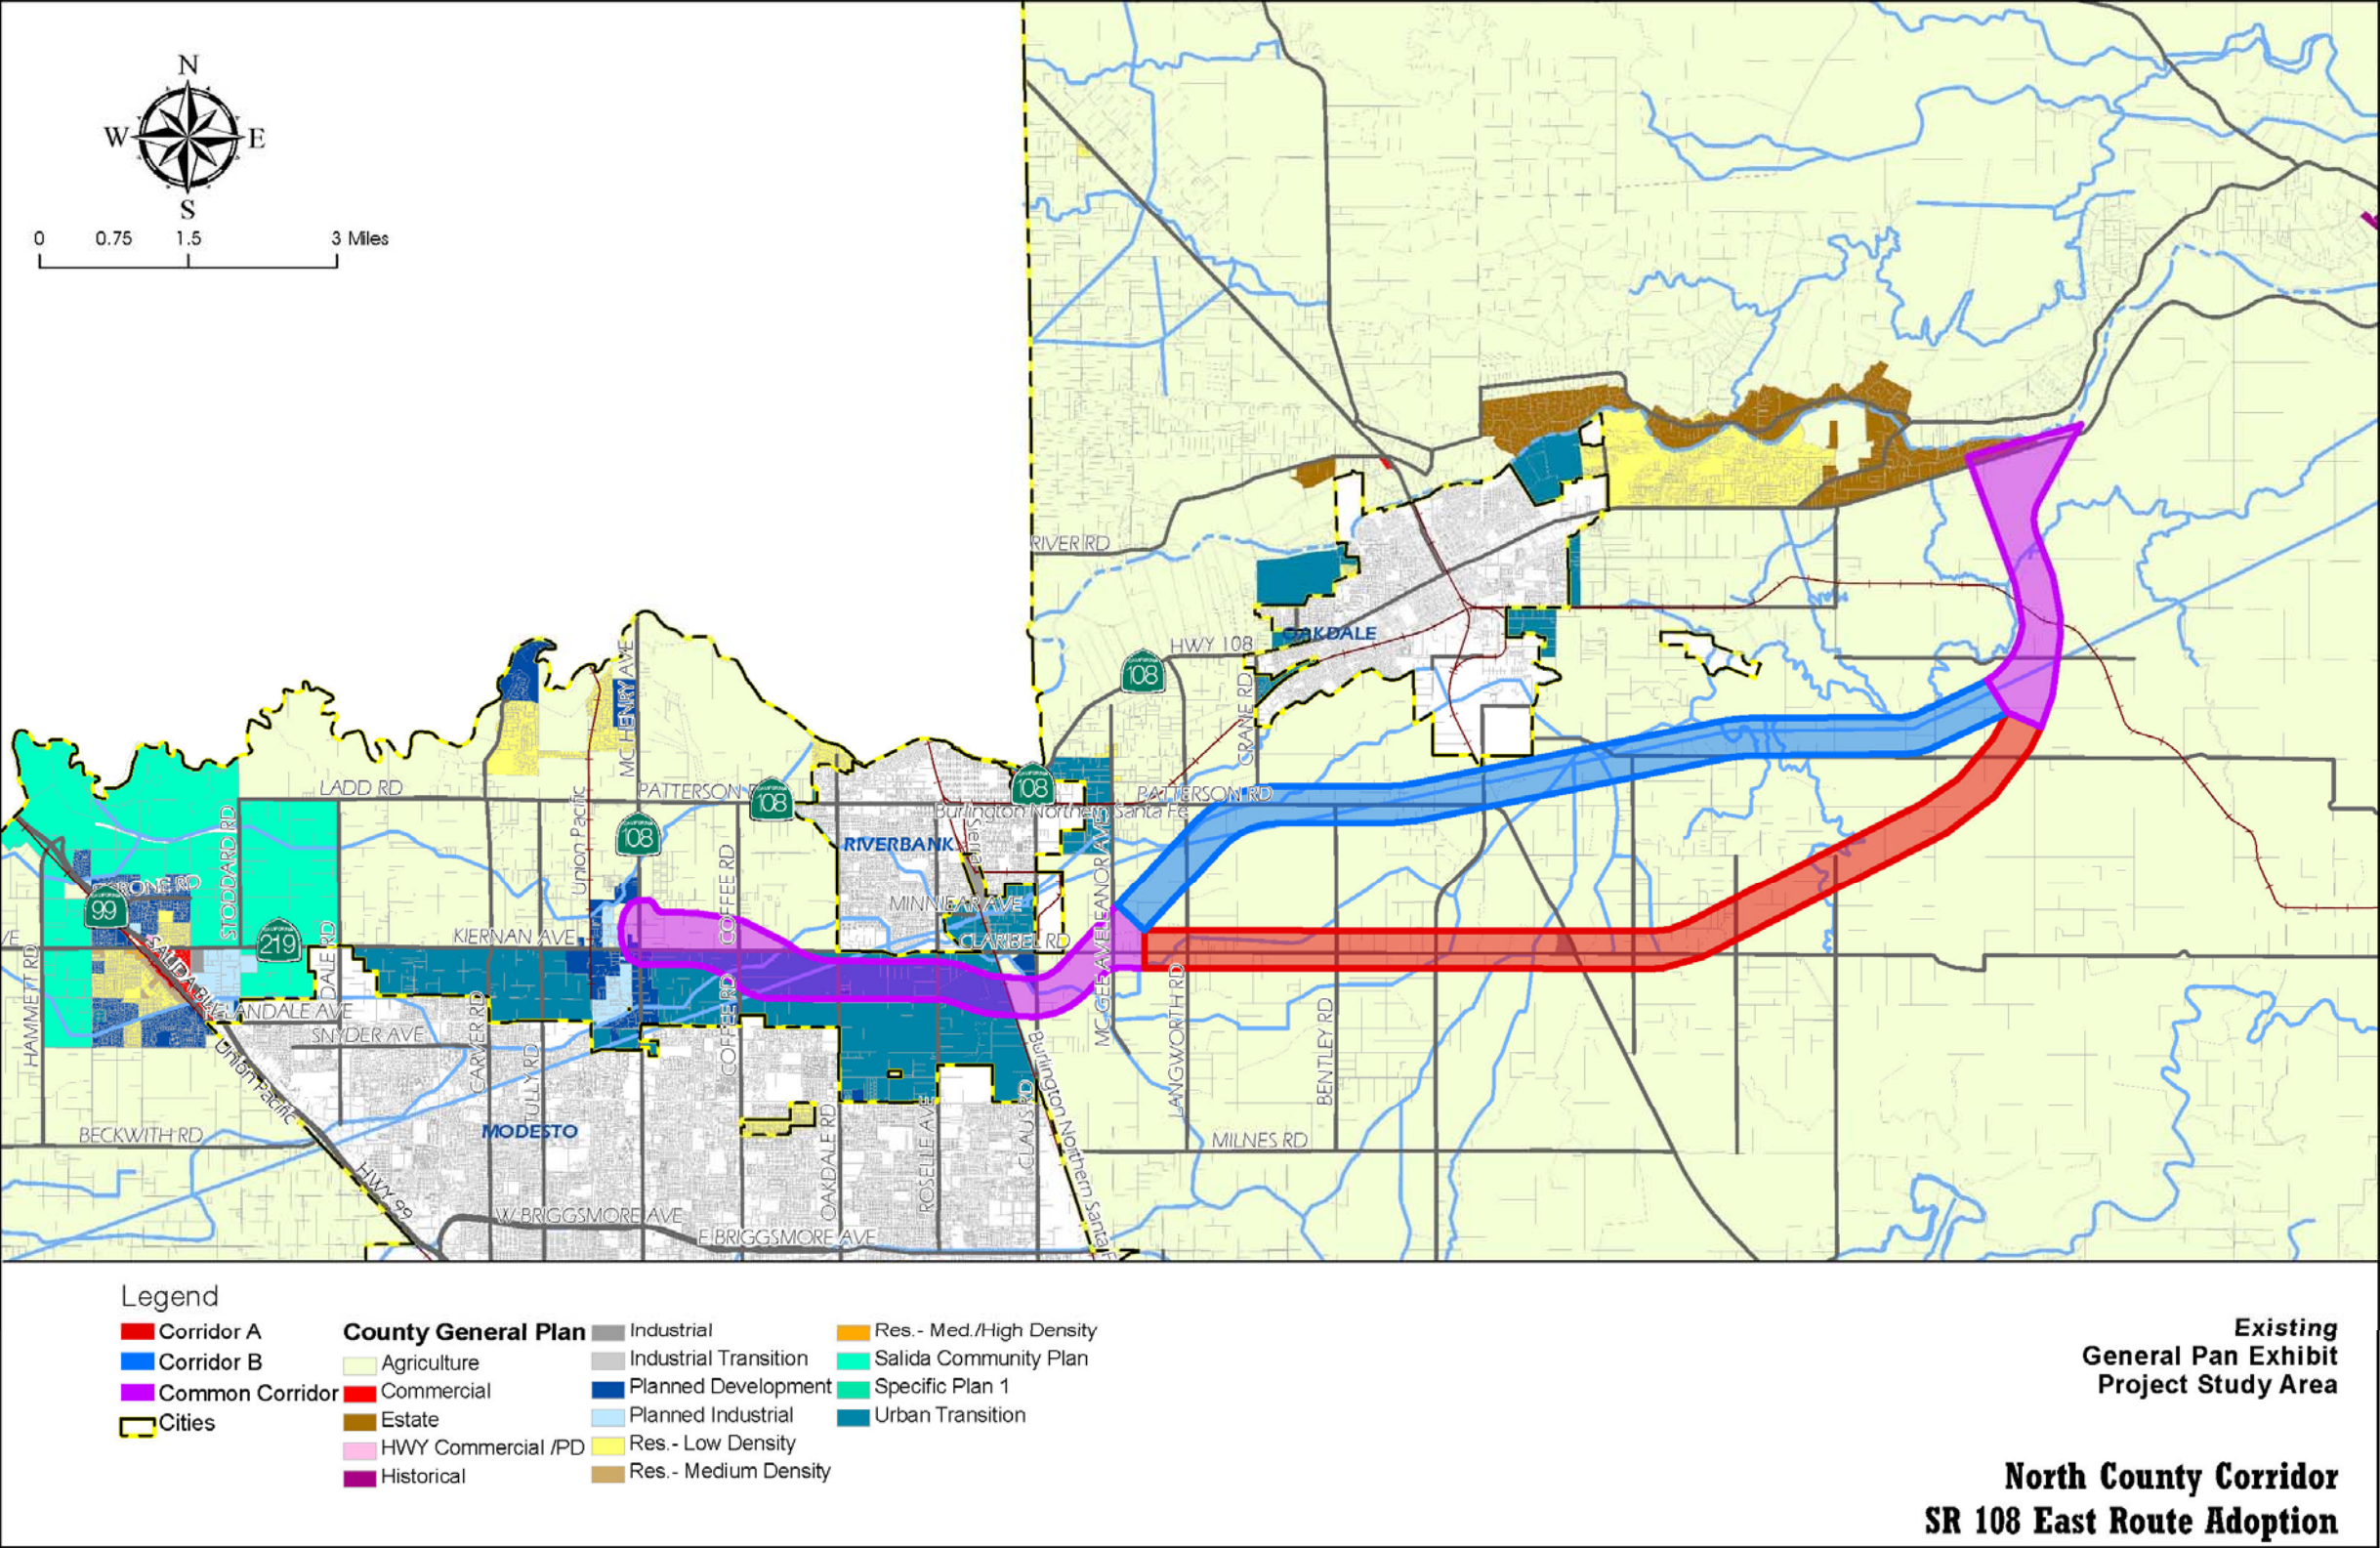 N
W
E
S
0
0.75
1.5
3 Miles
RIVER RD
HWY 108
OAKDALE
108
CRANE RD
MC HENRY AVE
LADD RD
PATTERSON
108
108
PATTERSON RD
Burlington Northern Santa Fe
Union Pacific
108
RIVERBANK
STODDARD RD
COFFEE RD
99
MINNIEAR AVE
219
KIERNAN AVE
CLARIBEL RD
DALE RD
HAMMETT RD
SALIDA BLV
MC GEE AVE
ELEANOR AVE
LANGWORTH RD
BENTLEY RD
LANDALE AVE
SNYDER AVE
CARVER RD
TULLY RD
COFFEE RD
Union Pacific
BECKWITH RD
MODESTO
OAKDALE RD
ROSELLE AVE
CLAUS RD
Burlington Northern Santa F
MILNES RD
HWY 99
W BRIGGSMORE AVE
E BRIGGSMORE AVE
Legend
Corridor A
Corridor B
Common Corridor
Cities
County General Plan
Agriculture
Commercial
Estate
HWY Commercial /PD
Historical
Industrial
Industrial Transition
Planned Development
Planned Industrial
Res.- Low Density
Res.- Medium Density
Res.- Med./High Density
Salida Community Plan
Specific Plan 1
Urban Transition
Existing
General Pan Exhibit
Project Study Area
North County Corridor
SR 108 East Route Adoption